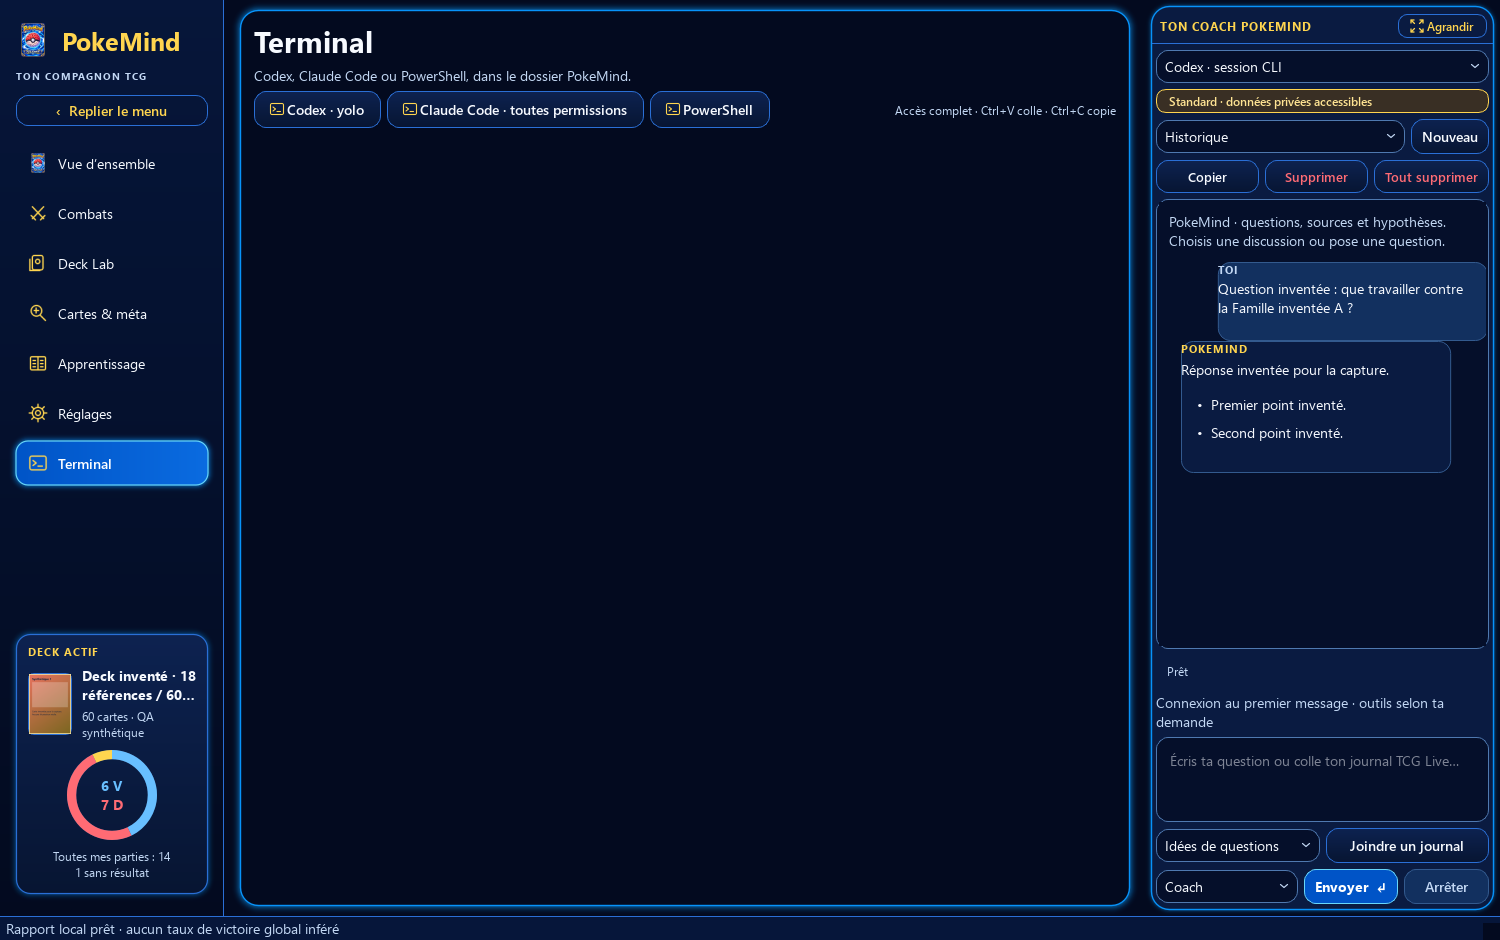 PokeMind
TON COMPAGNON TCG
‹ Replier le menu
Vue d'ensemble
Combats
Deck Lab
Cartes & méta
Apprentissage
Réglages
Terminal
DECK ACTIF
Deck inventé · 18
références / 60…
60 cartes · QA
synthétique
6 V
7 D
Toutes mes parties : 14
1 sans résultat
Terminal
Codex, Claude Code ou PowerShell, dans le dossier PokeMind.
Codex · yolo
Claude Code · toutes permissions
PowerShell
Accès complet · Ctrl+V colle · Ctrl+C copie
TON COACH POKEMIND
Agrandir
Codex · session CLI
Standard · données privées accessibles
Historique
Nouveau
Copier
Supprimer
Tout supprimer
PokeMind · questions, sources et hypothèses.
Choisis une discussion ou pose une question.
TOI
Question inventée : que travailler contre
la Famille inventée A ?
POKEMIND
Réponse inventée pour la capture.
• Premier point inventé.
• Second point inventé.
Prêt
Connexion au premier message · outils selon ta
demande
Écris ta question ou colle ton journal TCG Live…
Idées de questions
Joindre un journal
Coach
Envoyer ↲
Arrêter
Rapport local prêt · aucun taux de victoire global inféré